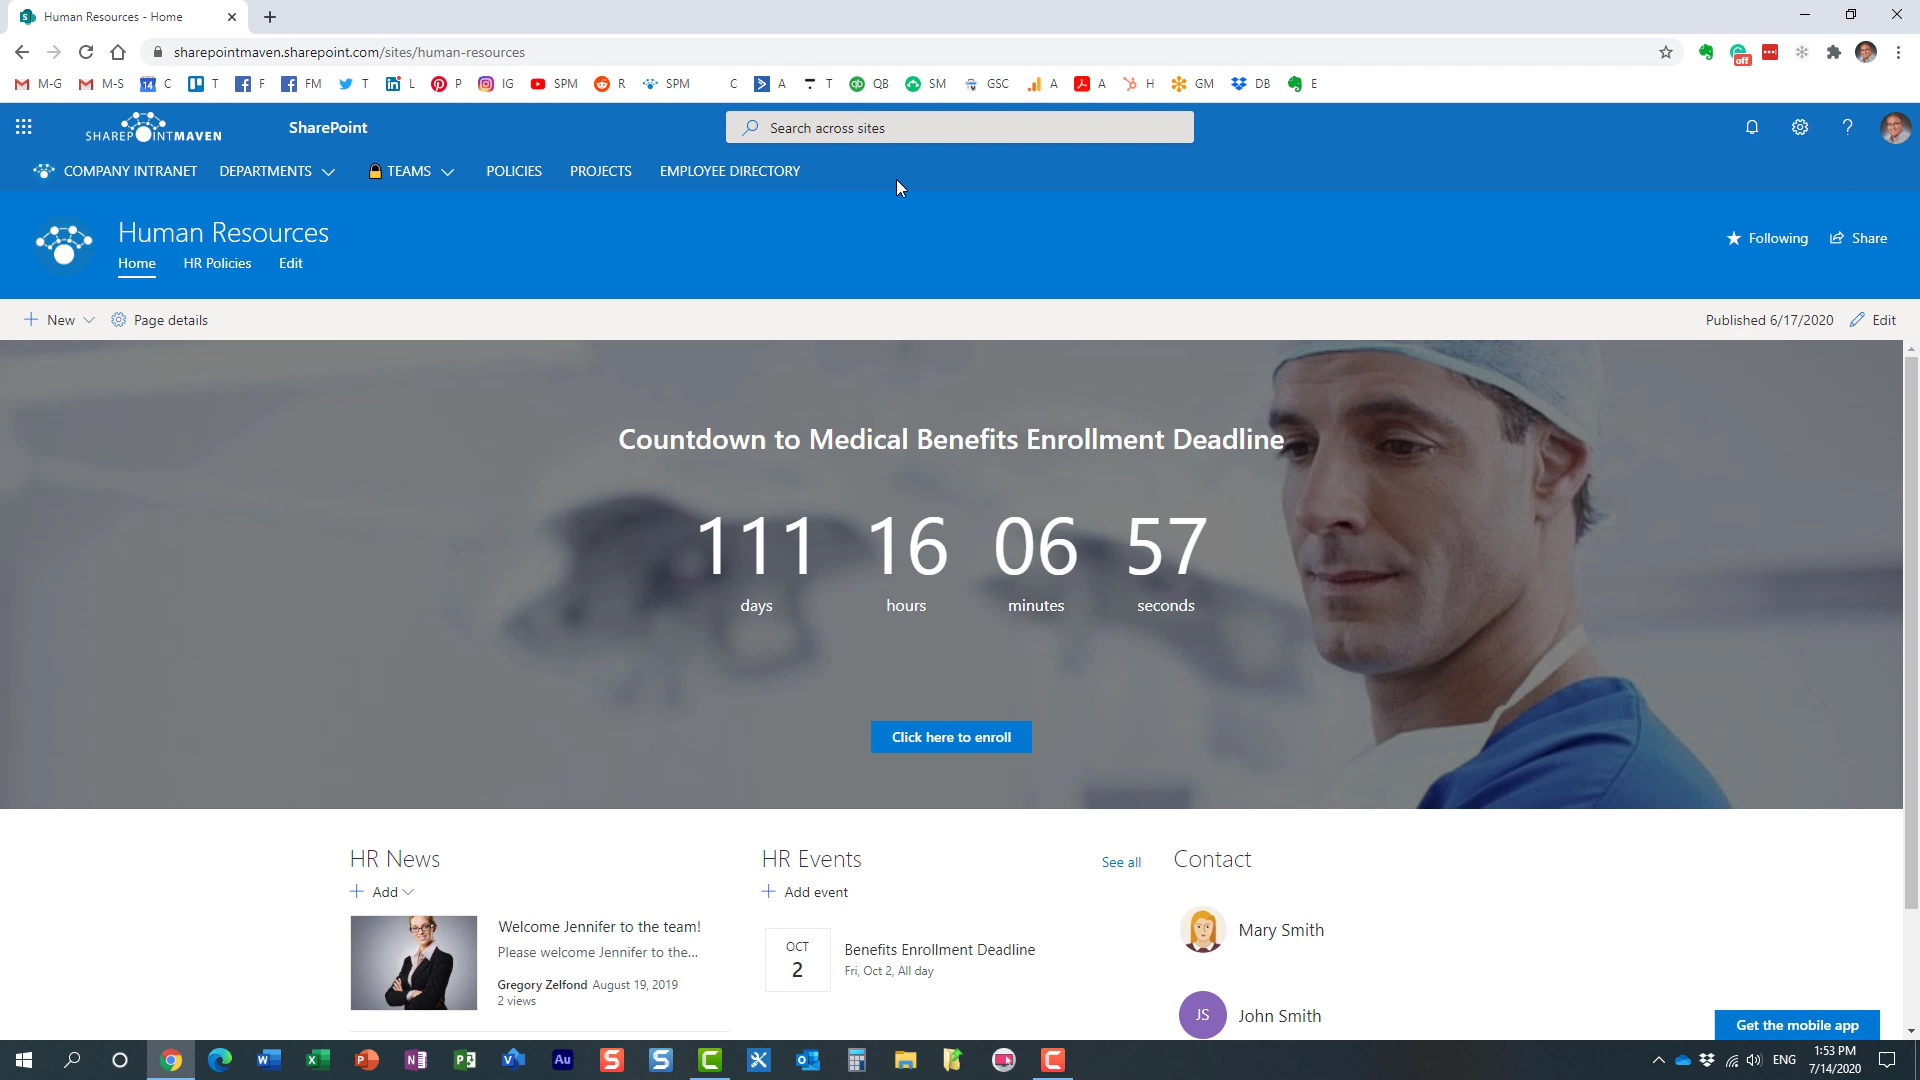 Human Resources - Home
sharepointmaven.sharepoint.com/sites/human-resources
M-G M-S 14 C T F FM T L P IG SPM R SPM C A T QB SM GSC A A H GM DB E
off
SHAREPOINTMAVEN SharePoint Search across sites
COMPANY INTRANET DEPARTMENTS TEAMS POLICIES PROJECTS EMPLOYEE DIRECTORY
Human Resources
Following Share
Home HR Policies Edit
New Page details Published 6/17/2020 Edit
Countdown to Medical Benefits Enrollment Deadline
111 16 06 57
days hours minutes seconds
Click here to enroll
HR News HR Events See all Contact
Add Add event
Welcome Jennifer to the team!
Please welcome Jennifer to the...
Gregory Zelfond August 19, 2019
2 views
OCT
2
Benefits Enrollment Deadline
Fri, Oct 2, All day
Mary Smith
JS John Smith
Get the mobile app
ENG
1:53 PM
7/14/2020